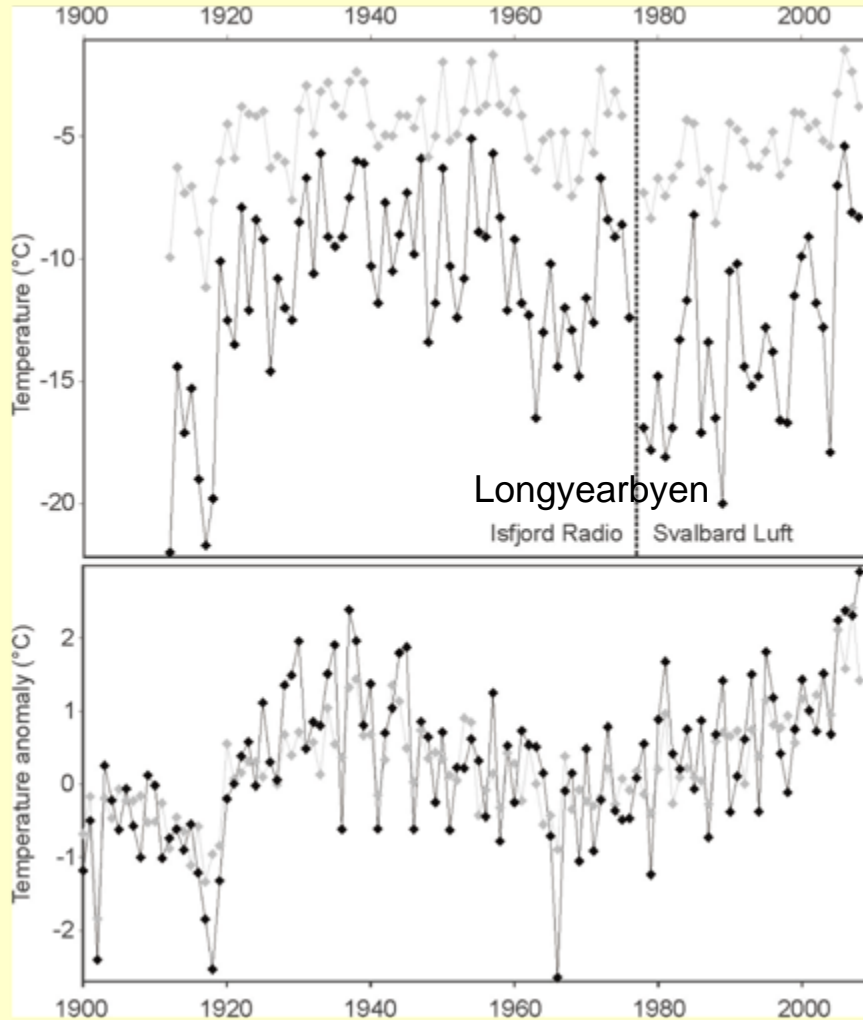 1900 1920 1940 1960 1980 2000
Temperature (°C)
-5
-10
-15
-20
Longyearbyen
Isfjord Radio Svalbard Luft
Temperature anomaly (°C)
2
1
0
-1
-2
1900 1920 1940 1960 1980 2000